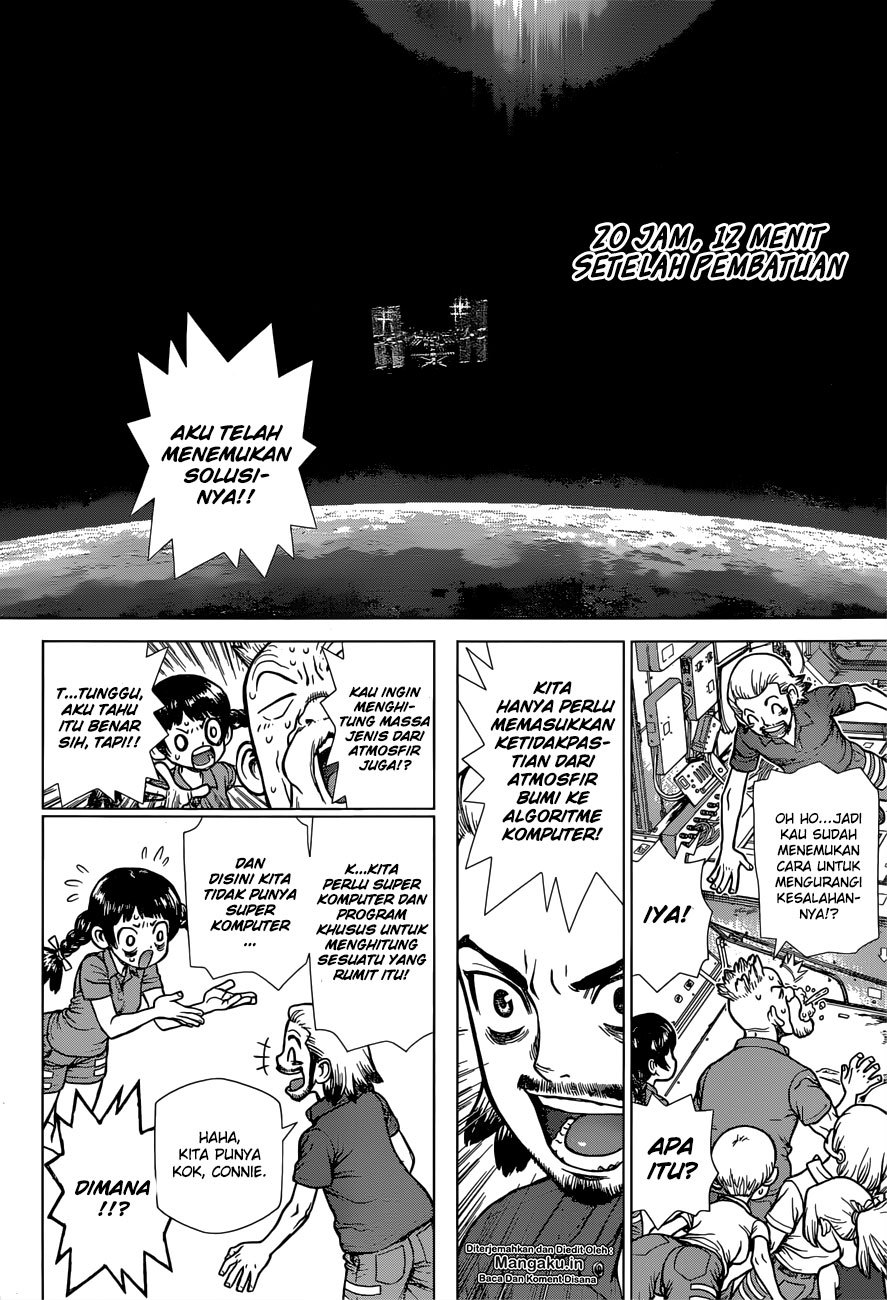 20 JAM, 12 MENIT
SETELAH PEMBATUAN
AKU TELAH
MENEMUKAN
SOLUSI-
NYA!!
OH HO...JADI
KAU SUDAH
MENEMUKAN
CARA UNTUK
MENGURANGI
KESALAHAN-
NYA!?
IYA!
APA
ITU?
KITA
HANYA PERLU
MEMASUKKAN
KETIDAKPAS-
TIAN DARI
ATMOSFIR
BUMI KE
ALGORITME
KOMPUTER!
KAU INGIN
MENGHI-
TUNG MASSA
JENIS DARI
ATMOSFIR
JUGA!?
T...TUNGGU,
AKU TAHU
ITU BENAR
SIH, TAPI!!
K...KITA
PERLU SUPER
KOMPUTER DAN
PROGRAM
KHUSUS UNTUK
MENGHITUNG
SESUATU YANG
RUMIT ITU!
DAN
DISINI KITA
TIDAK PUNYA
SUPER
KOMPUTER
...
HAHA,
KITA PUNYA
KOK, CONNIE.
DIMANA
!!?
Diterjemahkan dan Diedit Oleh :
Mangaku.in
Baca Dan Koment Disana